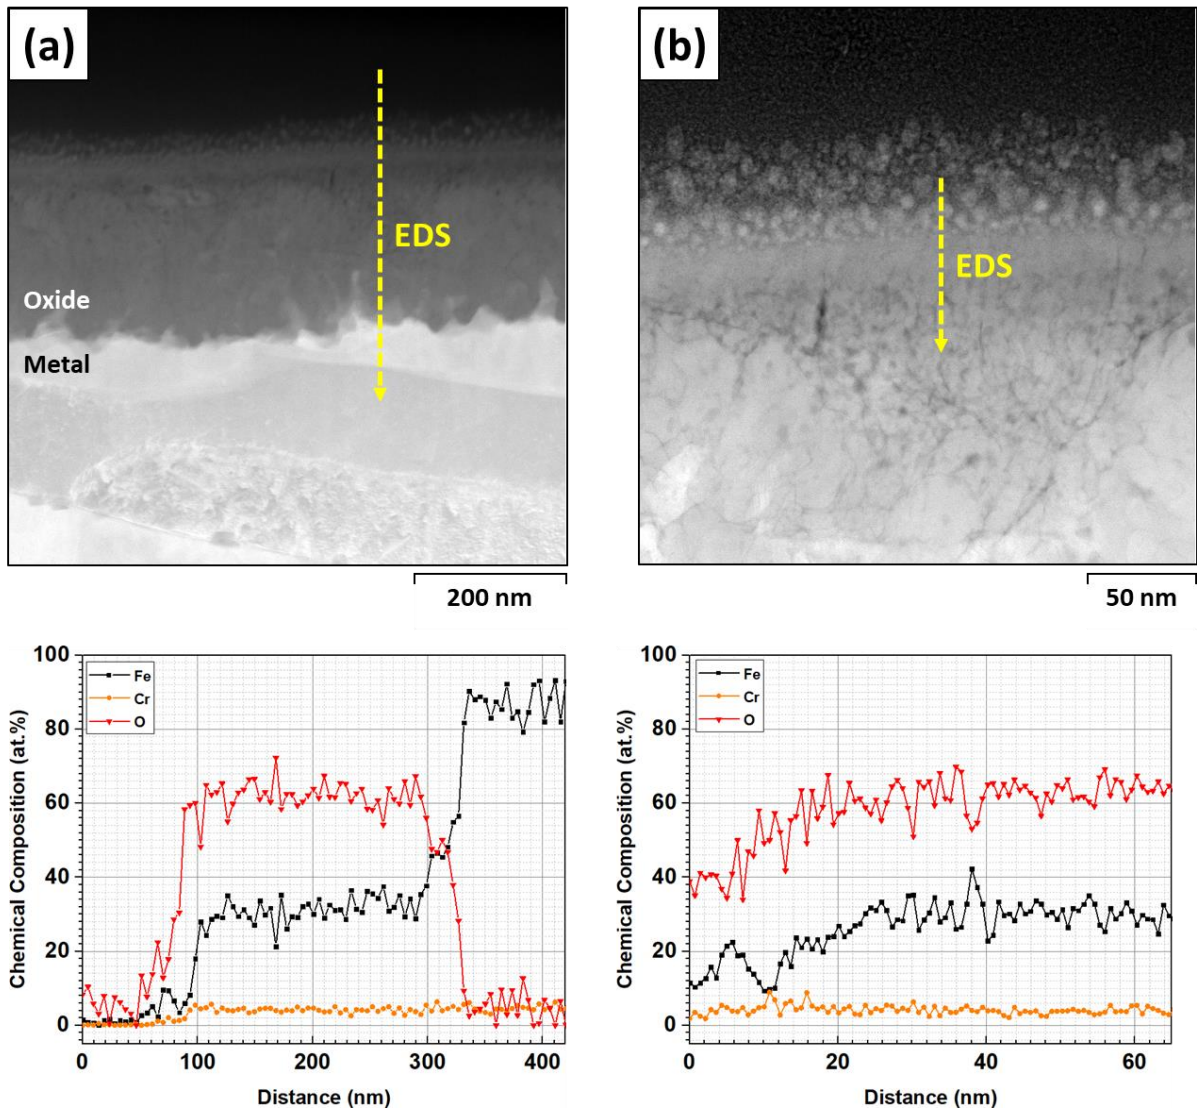 (a)
EDS
Oxide
Metal
200 nm
(b)
EDS
50 nm
100
80
60
40
20
0
Fe
Cr
O
Chemical Composition (at.%)
0 100 200 300 400
Distance (nm)
100
80
60
40
20
0
Fe
Cr
O
Chemical Composition (at.%)
0 20 40 60
Distance (nm)